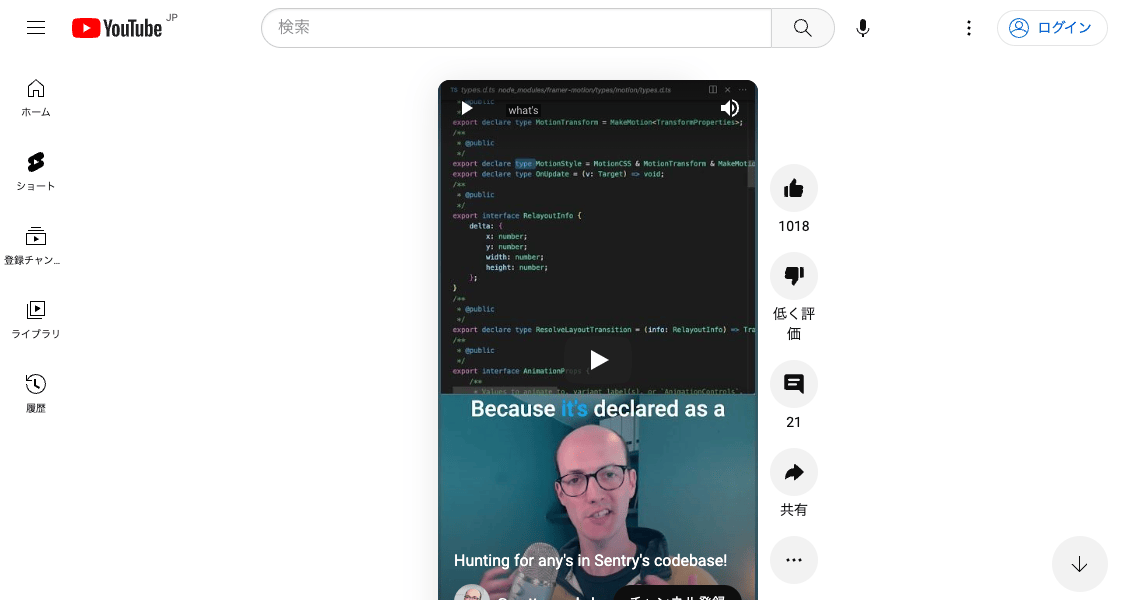 YouTube JP
検索
ログイン
ホーム
ショート
登録チャン...
ライブラリ
履歴
TS types.d.ts node_modules/framer-motion/types/motion/types.d.ts
* @public
what's
export declare type MotionTransform = MakeMotion<TransformProperties>;
/**
* @public
*/
export declare type MotionStyle = MotionCSS & MotionTransform & MakeMotio
export declare type OnUpdate = (v: Target) => void;
/**
* @public
*/
export interface RelayoutInfo {
delta: {
x: number;
y: number;
width: number;
height: number;
};
}
/**
* @public
*/
export declare type ResolveLayoutTransition = (info: RelayoutInfo) => Tra
/**
* @public
*/
export interface AnimationProps {
/**
* Values to animate to, variant label(s), or `AnimationControls`.
Because it's declared as a
Hunting for any's in Sentry's codebase!
1018
低く評
価
21
共有